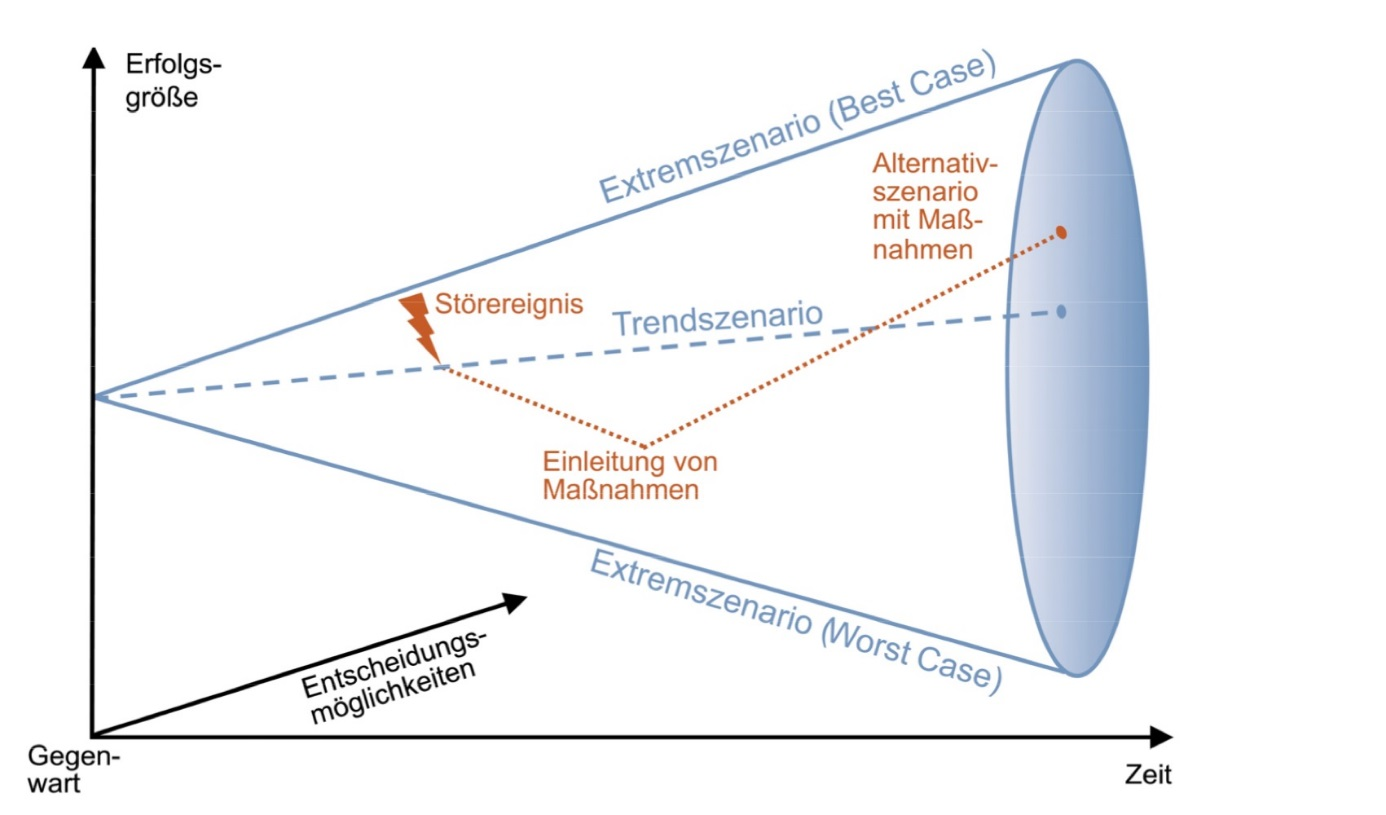 Erfolgs-
größe
Extremszenario (Best Case)
Alternativ-
szenario
mit Maß-
nahmen
Störereignis
Trendszenario
Einleitung von
Maßnahmen
Extremszenario (Worst Case)
Entscheidungs-
möglichkeiten
Gegen-
wart
Zeit